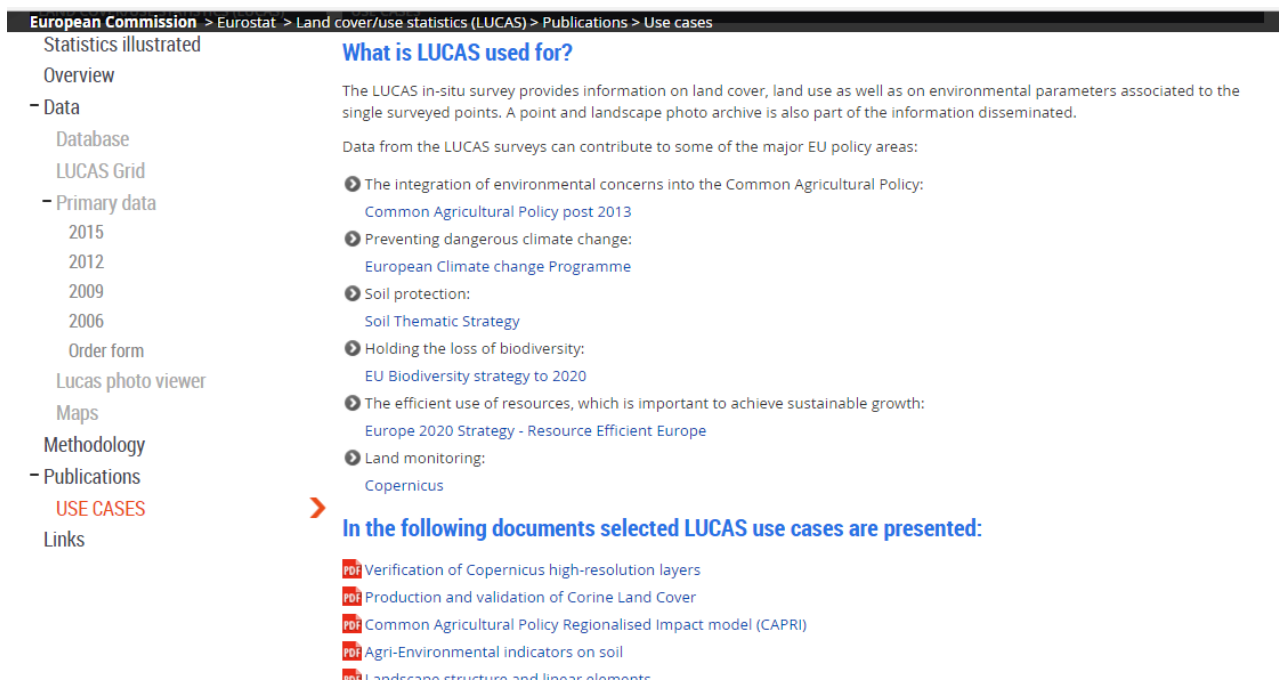 European Commission > Eurostat > Land cover/use statistics (LUCAS) > Publications > Use cases
Statistics illustrated
Overview
− Data
Database
LUCAS Grid
− Primary data
2015
2012
2009
2006
Order form
Lucas photo viewer
Maps
Methodology
− Publications
USE CASES
Links
What is LUCAS used for?
The LUCAS in-situ survey provides information on land cover, land use as well as on environmental parameters associated to the
single surveyed points. A point and landscape photo archive is also part of the information disseminated.
Data from the LUCAS surveys can contribute to some of the major EU policy areas:
The integration of environmental concerns into the Common Agricultural Policy:
Common Agricultural Policy post 2013
Preventing dangerous climate change:
European Climate change Programme
Soil protection:
Soil Thematic Strategy
Holding the loss of biodiversity:
EU Biodiversity strategy to 2020
The efficient use of resources, which is important to achieve sustainable growth:
Europe 2020 Strategy - Resource Efficient Europe
Land monitoring:
Copernicus
In the following documents selected LUCAS use cases are presented:
PDF Verification of Copernicus high-resolution layers
PDF Production and validation of Corine Land Cover
PDF Common Agricultural Policy Regionalised Impact model (CAPRI)
PDF Agri-Environmental indicators on soil
PDF Landscape structure and linear elements